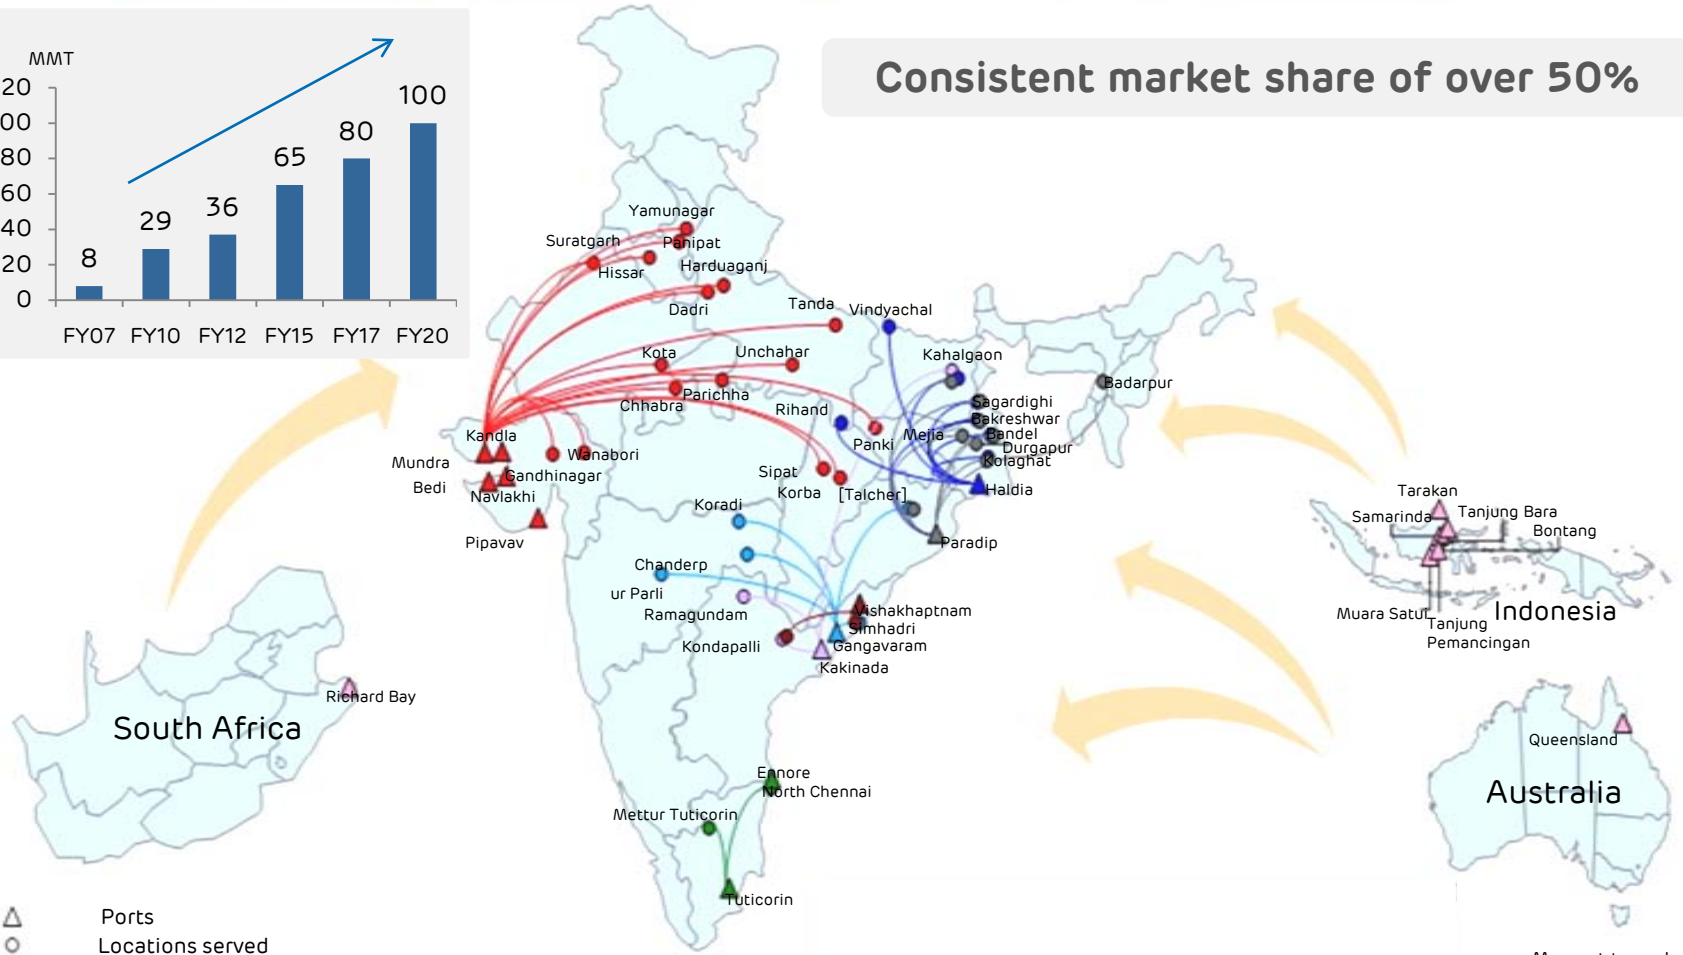 MMT
20
00
80
60
40
20
0
8
29
36
65
80
100
FY07 FY10 FY12 FY15 FY17 FY20
Consistent market share of over 50%
Yamunagar
Suratgarh
Panipat
Hissar
Harduaganj
Dadri
Tanda
Vindyachal
Kota
Unchahar
Kahalgaon
Badarpur
Chhabra
Parichha
Rihand
Sagardighi
Bakreshwar
Mejia
Bandel
Panki
Durgapur
Kolaghat
Kandla
Mundra
Wanabori
Bedi
Gandhinagar
Navlakhi
Sipat
Korba
[Talcher]
Haldia
Koradi
Pipavav
Paradip
Chanderp
ur Parli
Ramagundam
Vishakhaptnam
Simhadri
Kondapalli
Gangavaram
Kakinada
Ennore
North Chennai
Mettur Tuticorin
Tuticorin
Richard Bay
South Africa
Tarakan
Samarinda
Tanjung Bara
Bontang
Muara Satui
Indonesia
Tanjung
Pemancingan
Queensland
Australia
Ports
Locations served